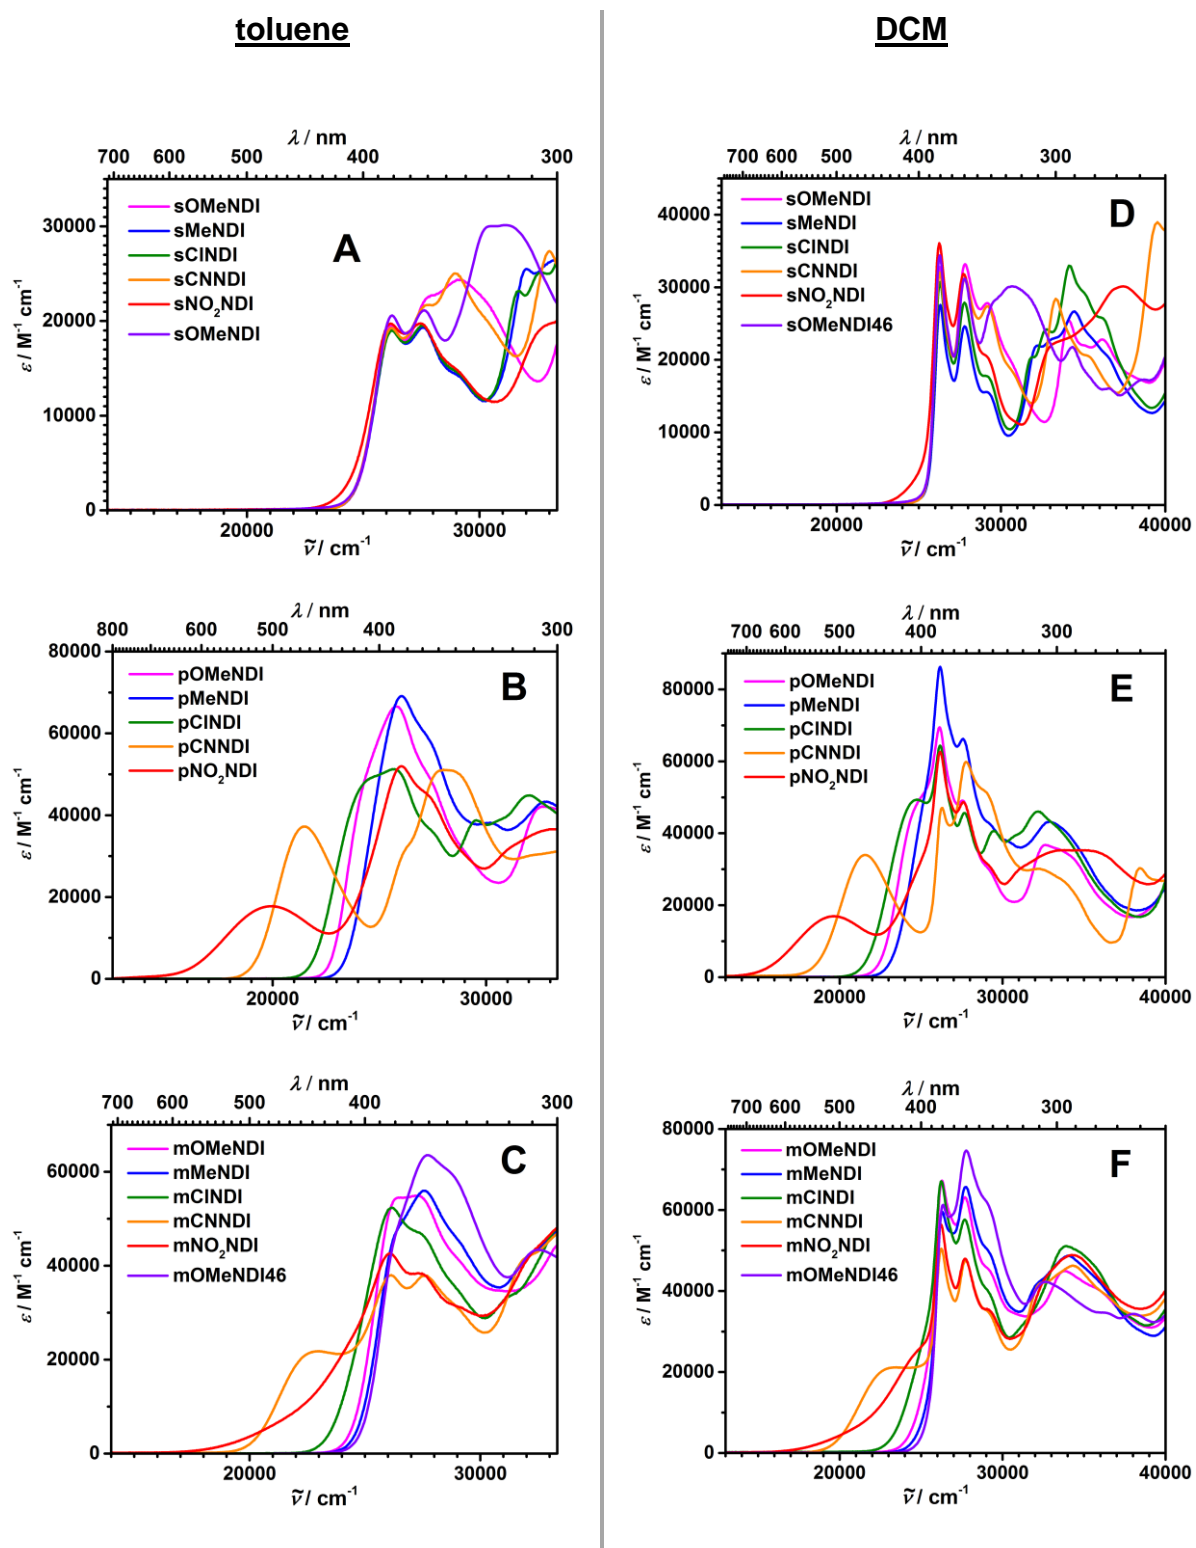 toluene
DCM
λ / nm
700 600 500 400 300
30000
20000
10000
0
ε / M⁻¹ cm⁻¹
sOMeNDI
sMeNDI
sClNDI
sCNNDI
sNO₂NDI
sOMeNDI
A
20000 30000
ν̃ / cm⁻¹
λ / nm
700 600 500 400 300
40000
30000
20000
10000
0
ε / M⁻¹ cm⁻¹
sOMeNDI
sMeNDI
sClNDI
sCNNDI
sNO₂NDI
sOMeNDI46
D
20000 30000 40000
ν̃ / cm⁻¹
λ / nm
800 600 500 400 300
80000
60000
40000
20000
0
ε / M⁻¹ cm⁻¹
pOMeNDI
pMeNDI
pClNDI
pCNNDI
pNO₂NDI
B
20000 30000
ν̃ / cm⁻¹
λ / nm
700 600 500 400 300
80000
60000
40000
20000
0
ε / M⁻¹ cm⁻¹
pOMeNDI
pMeNDI
pClNDI
pCNNDI
pNO₂NDI
E
20000 30000 40000
ν̃ / cm⁻¹
λ / nm
700 600 500 400 300
60000
40000
20000
0
ε / M⁻¹ cm⁻¹
mOMeNDI
mMeNDI
mClNDI
mCNNDI
mNO₂NDI
mOMeNDI46
C
20000 30000
ν̃ / cm⁻¹
λ / nm
700 600 500 400 300
80000
60000
40000
20000
0
ε / M⁻¹ cm⁻¹
mOMeNDI
mMeNDI
mClNDI
mCNNDI
mNO₂NDI
mOMeNDI46
F
20000 30000 40000
ν̃ / cm⁻¹